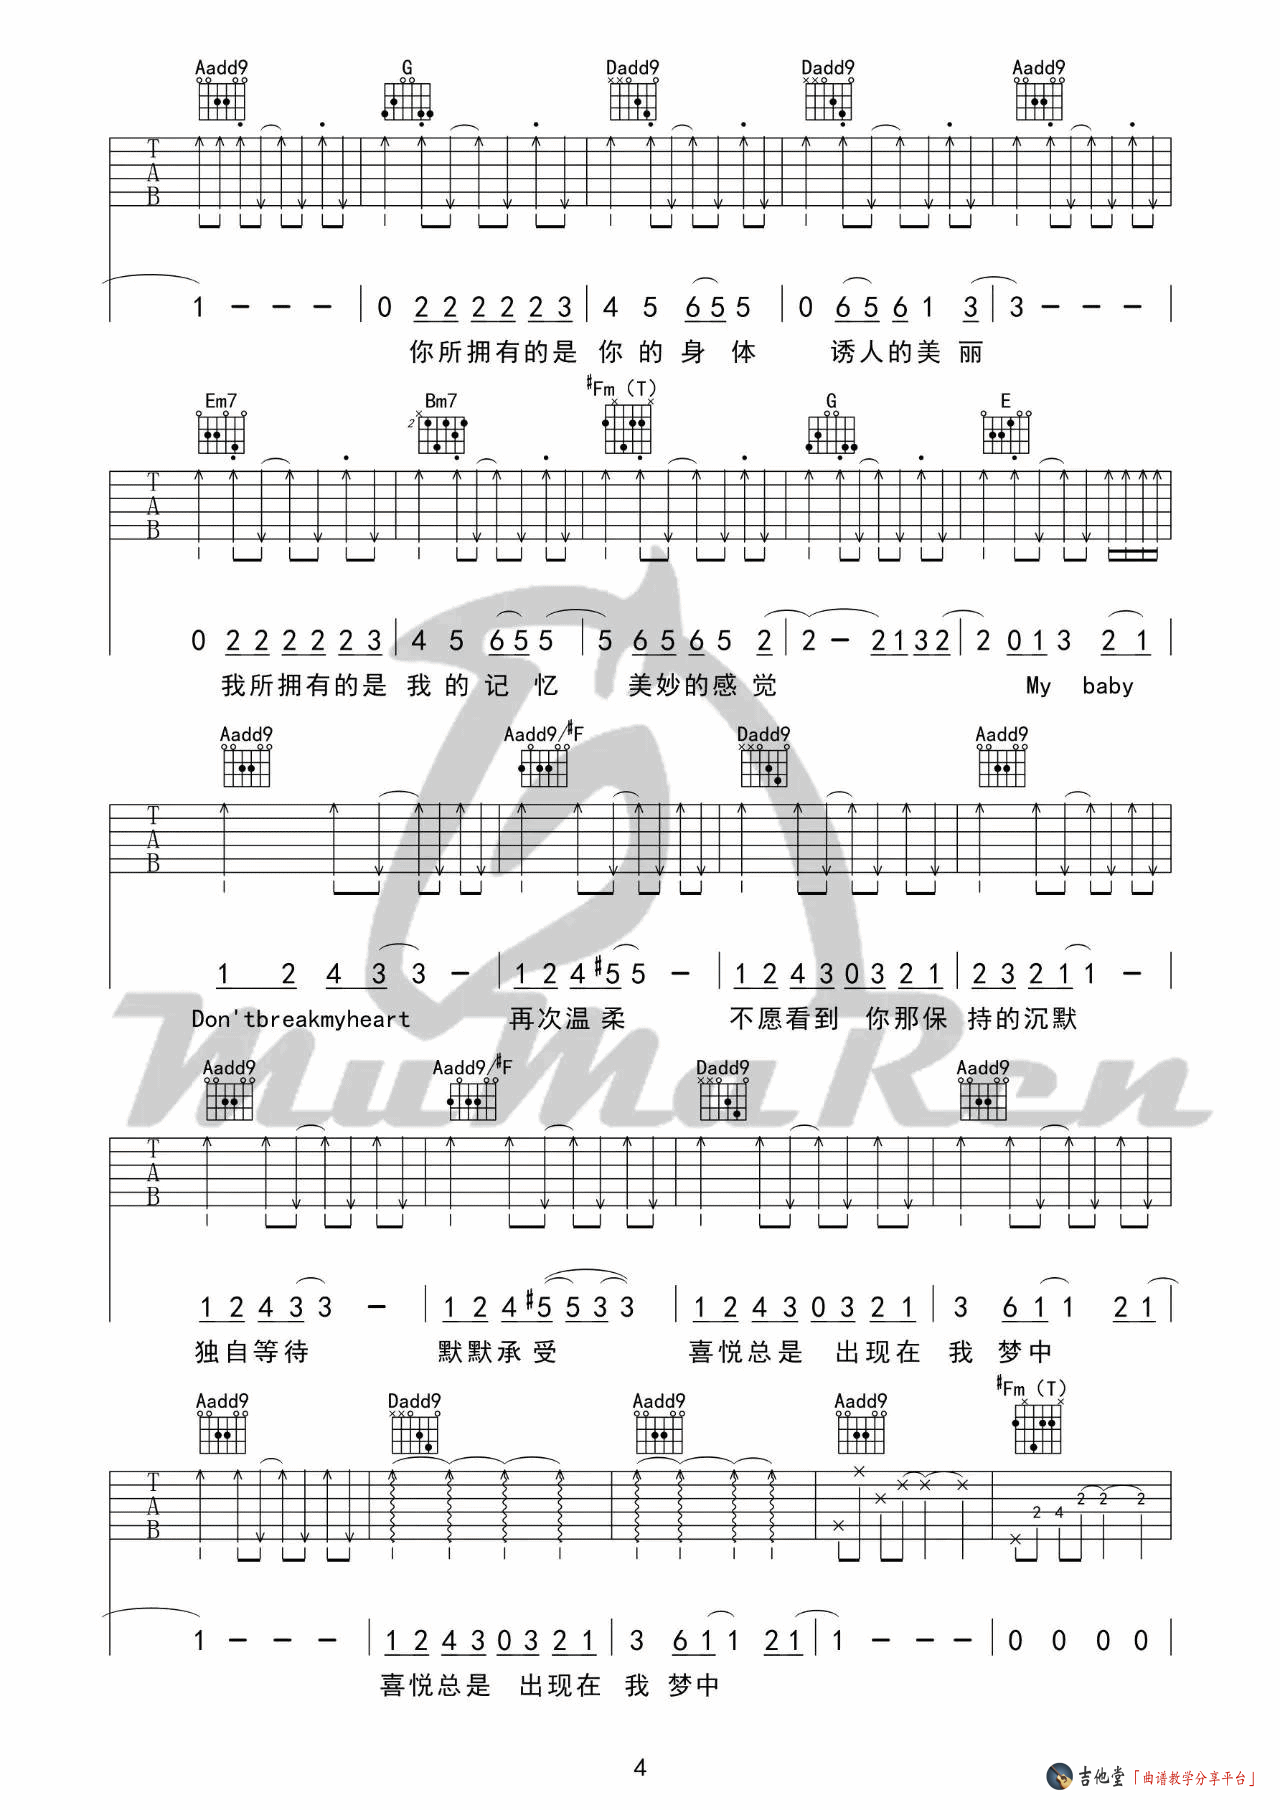 Aadd9 G Dadd9 Dadd9 Aadd9
T
A
B
1 - - - 0 2 2 2 2 2 3 4 5 6 5 5 0 6 5 6 1 3 3 - - -
你所拥有的是 你的身体 诱人的美丽
Em7 Bm7 #Fm(T) G E
2
T
A
B
0 2 2 2 2 2 3 4 5 6 5 5 5 6 5 6 5 2 2 - 2 1 3 2 2 0 1 3 2 1
我所拥有的是 我的记忆 美妙的感觉 My baby
Aadd9 Aadd9/#F Dadd9 Aadd9
T
A
B
1 2 4 3 3 - 1 2 4 #5 5 - 1 2 4 3 0 3 2 1 2 3 2 1 1 -
Don'tbreakmyheart 再次温柔 不愿看到 你那保 持的沉默
MuMaRen
Aadd9 Aadd9/#F Dadd9 Aadd9
T
A
B
1 2 4 3 3 - 1 2 4 #5 5 3 3 1 2 4 3 0 3 2 1 3 6 1 1 2 1
独自等待 默默承受 喜悦总是 出现在 我 梦中
Aadd9 Dadd9 Aadd9 Aadd9 #Fm(T)
T
A
B
2 4 2 2 2
1 - - - 1 2 4 3 0 3 2 1 3 6 1 1 2 1 1 - - - 0 0 0 0
喜悦总是 出现在 我 梦中
4
吉他堂「曲谱教学分享平台」